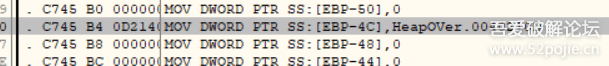 . C745 B0 000000 MOV DWORD PTR SS:[EBP-50],0
. C745 B4 0D2140 MOV DWORD PTR SS:[EBP-4C],HeapOVer.00
. C745 B8 000000 MOV DWORD PTR SS:[EBP-48],0
. C745 BC 000000 MOV DWORD PTR SS:[EBP-44],0
吾爱破解论坛
www.52pojie.cn